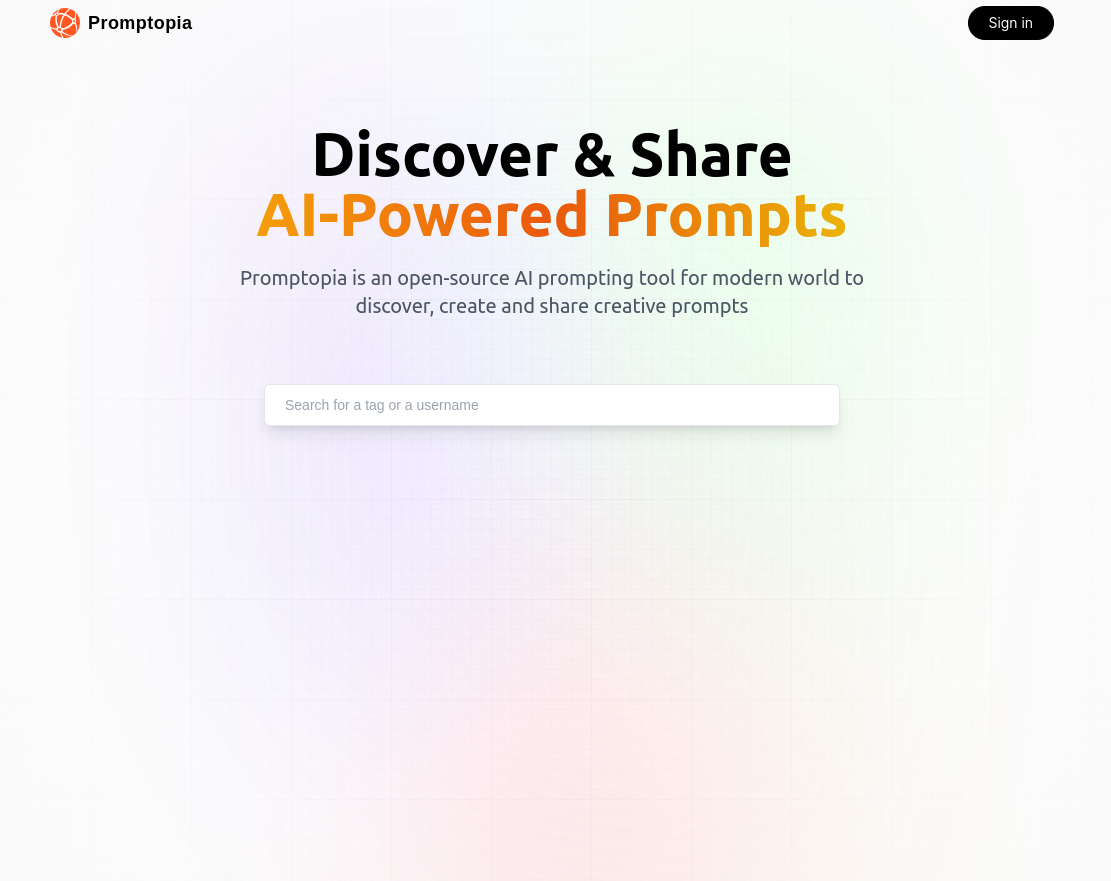 Promptopia
Sign in
Discover & Share
AI-Powered Prompts
Promptopia is an open-source AI prompting tool for modern world to
discover, create and share creative prompts
Search for a tag or a username